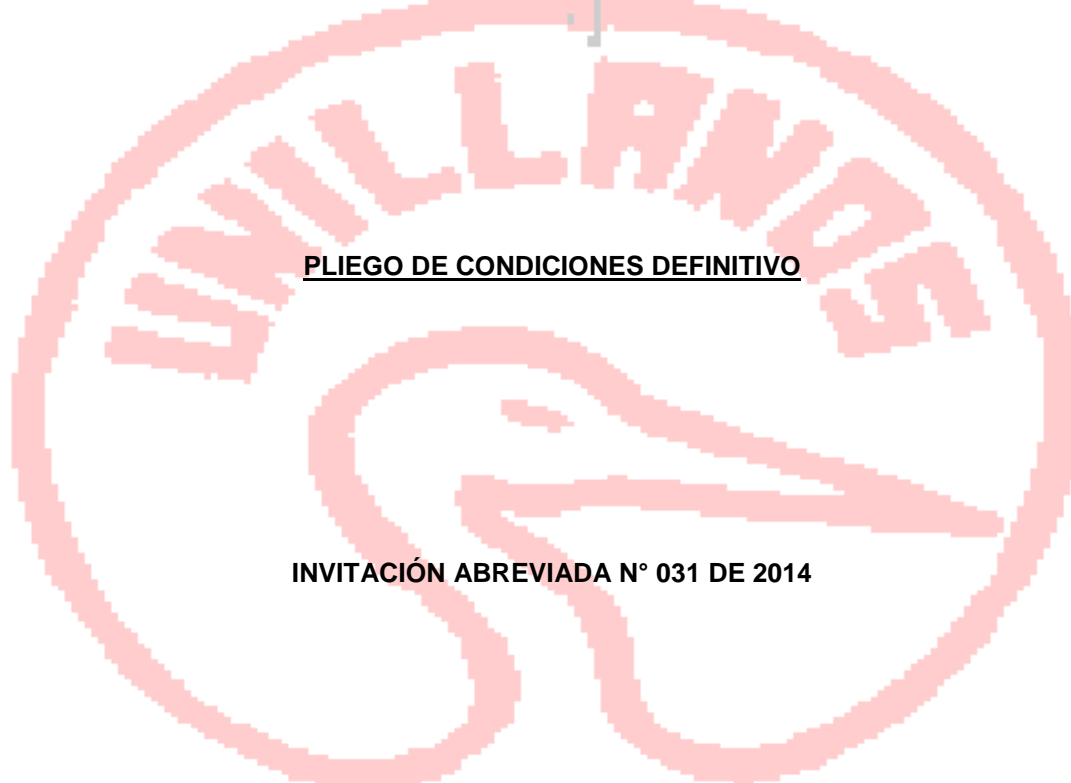 UNILLANOS
PLIEGO DE CONDICIONES DEFINITIVO
INVITACIÓN ABREVIADA N° 031 DE 2014